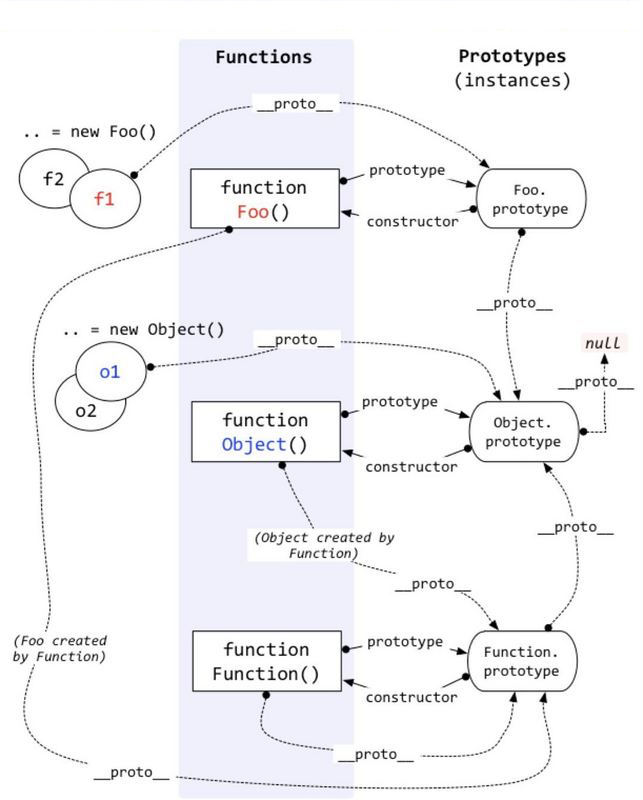 Functions
Prototypes
(instances)
__proto__
.. = new Foo()
f2
f1
function
Foo()
prototype
constructor
Foo.
prototype
__proto__
.. = new Object()
__proto__
null
__proto__
o1
o2
function
Object()
prototype
constructor
Object.
prototype
(Object created by
Function)
__proto__
__proto__
(Foo created
by Function)
function
Function()
prototype
constructor
Function.
prototype
__proto__
__proto__